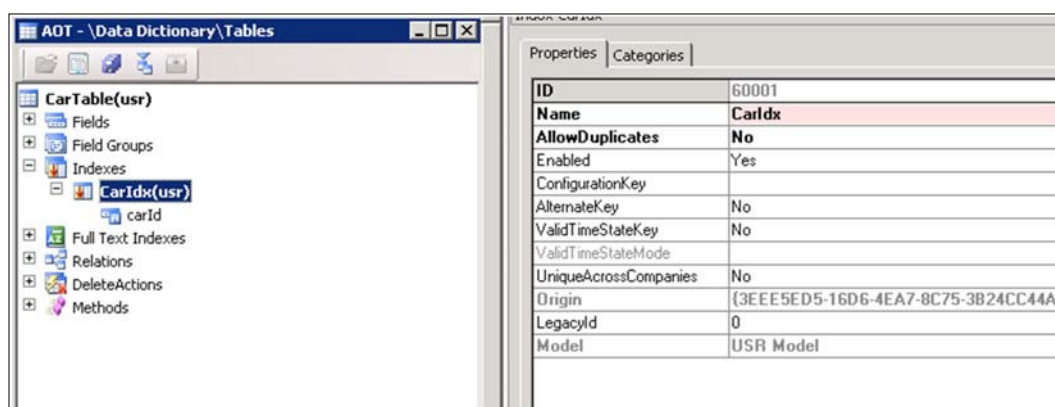 AOT - \Data Dictionary\Tables
CarTable(usr)
Fields
Field Groups
Indexes
CarIdx(usr)
carId
Full Text Indexes
Relations
DeleteActions
Methods
Index CarIdx
Properties
Categories
ID 60001
Name CarIdx
AllowDuplicates No
Enabled Yes
ConfigurationKey
AlternateKey No
ValidTimeStateKey No
ValidTimeStateMode
UniqueAcrossCompanies No
Origin {3EEE5ED5-16D6-4EA7-8C75-3B24CC44A
LegacyId 0
Model USR Model